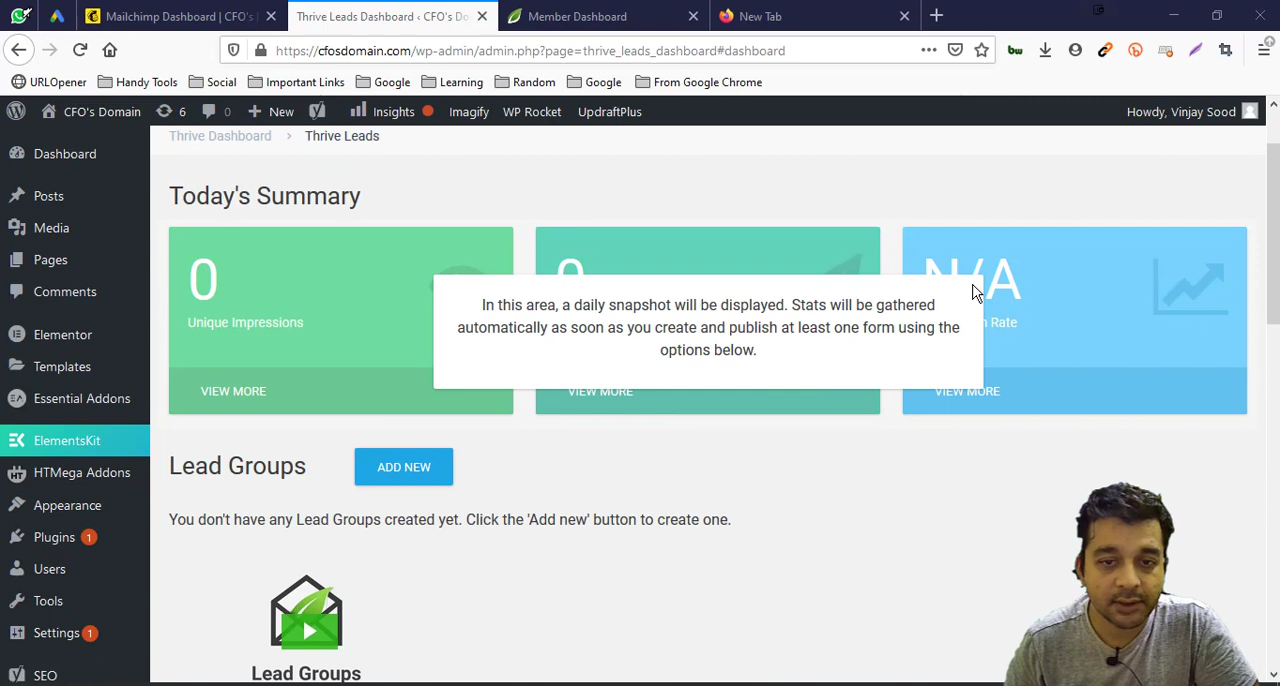 Mailchimp Dashboard | CFO's
Thrive Leads Dashboard ‹ CFO's Do
Member Dashboard
New Tab
https://cfosdomain.com/wp-admin/admin.php?page=thrive_leads_dashboard#dashboard
URLOpener
Handy Tools
Social
Important Links
Google
Learning
Random
Google
From Google Chrome
CFO's Domain
6
0
New
Insights
Imagify
WP Rocket
UpdraftPlus
Howdy, Vinjay Sood
Thrive Dashboard
Thrive Leads
Dashboard
Posts
Media
Pages
Comments
Elementor
Templates
Essential Addons
ElementsKit
HTMega Addons
Appearance
Plugins 1
Users
Tools
Settings 1
SEO
Today's Summary
0
Unique Impressions
VIEW MORE
0
VIEW MORE
N/A
Rate
VIEW MORE
In this area, a daily snapshot will be displayed. Stats will be gathered
automatically as soon as you create and publish at least one form using the
options below.
Lead Groups
ADD NEW
You don't have any Lead Groups created yet. Click the 'Add new' button to create one.
Lead Groups